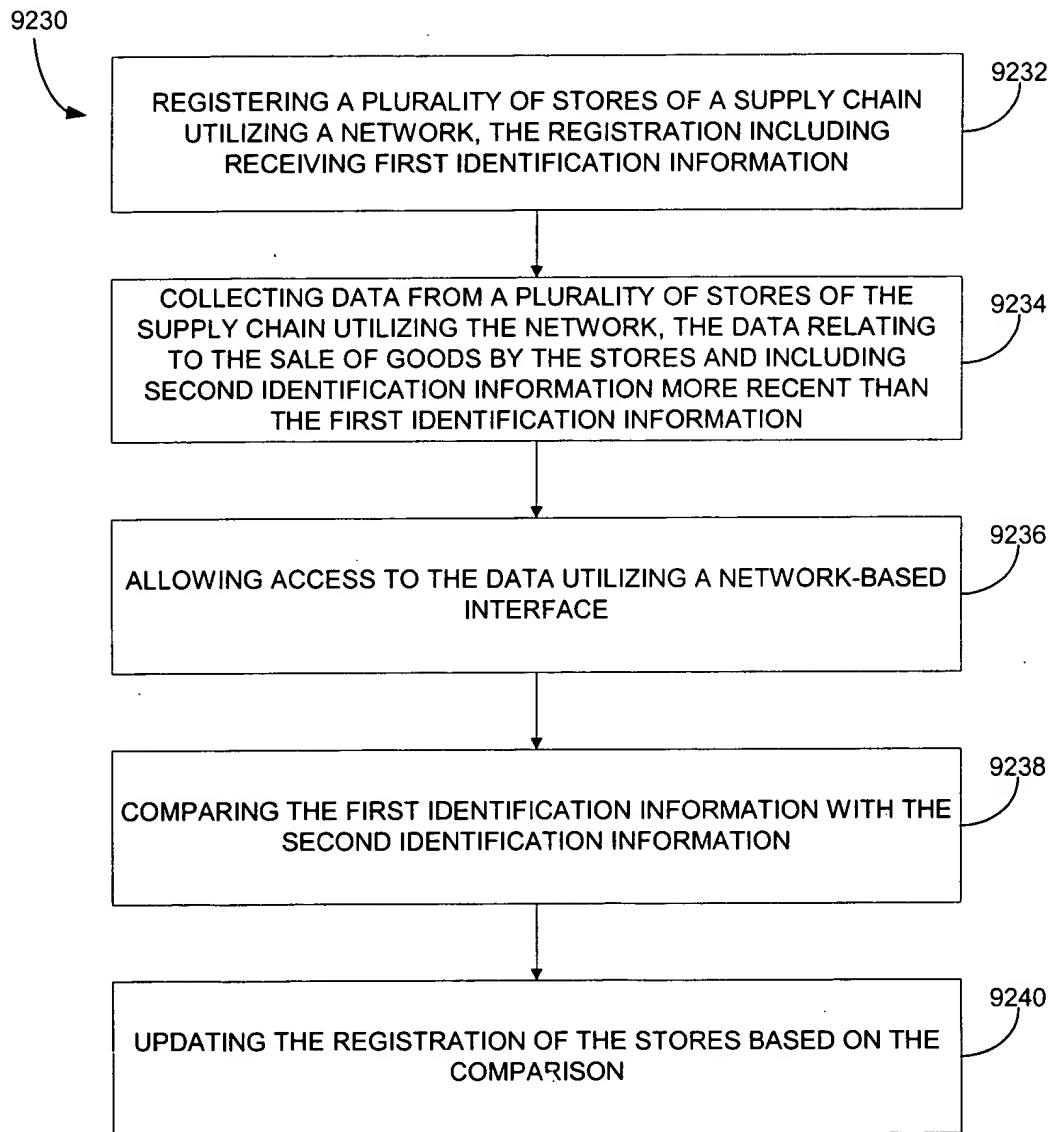 9230
9232
REGISTERING A PLURALITY OF STORES OF A SUPPLY CHAIN
UTILIZING A NETWORK, THE REGISTRATION INCLUDING
RECEIVING FIRST IDENTIFICATION INFORMATION
9234
COLLECTING DATA FROM A PLURALITY OF STORES OF THE
SUPPLY CHAIN UTILIZING THE NETWORK, THE DATA RELATING
TO THE SALE OF GOODS BY THE STORES AND INCLUDING
SECOND IDENTIFICATION INFORMATION MORE RECENT THAN
THE FIRST IDENTIFICATION INFORMATION
9236
ALLOWING ACCESS TO THE DATA UTILIZING A NETWORK-BASED
INTERFACE
9238
COMPARING THE FIRST IDENTIFICATION INFORMATION WITH THE
SECOND IDENTIFICATION INFORMATION
9240
UPDATING THE REGISTRATION OF THE STORES BASED ON THE
COMPARISON